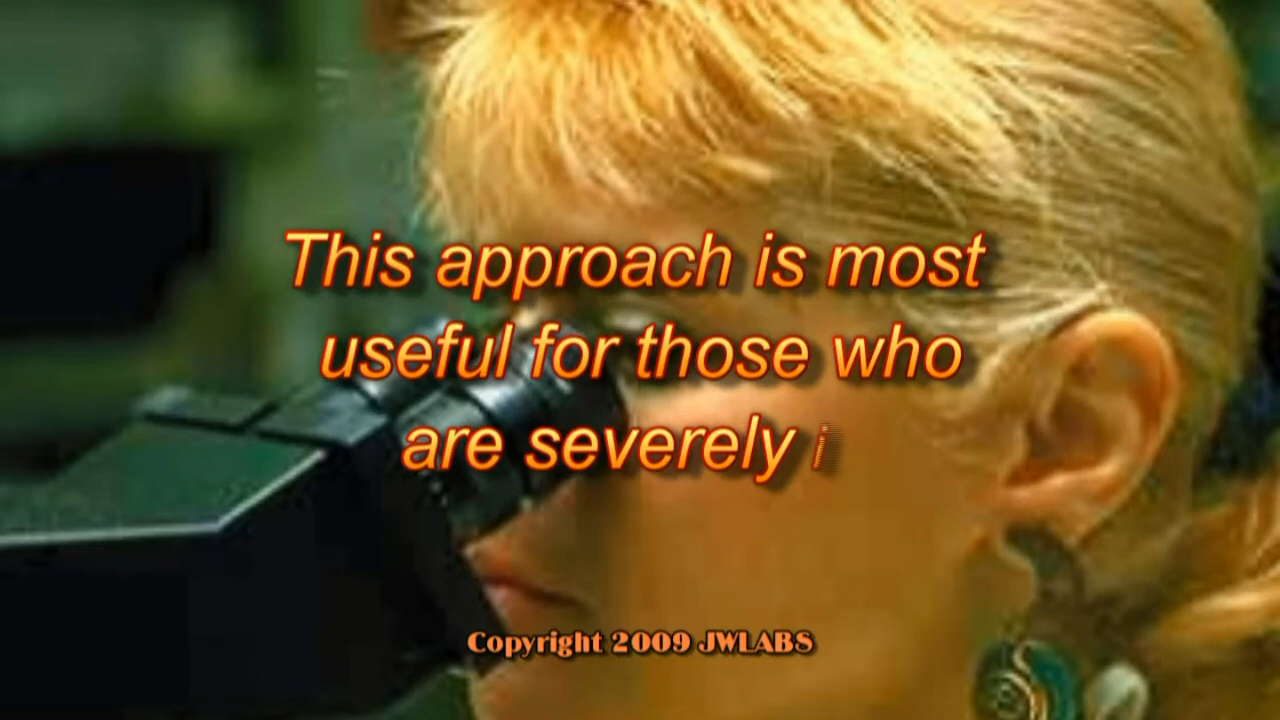 This approach is most
useful for those who
are severely i
Copyright 2009 JWLABS